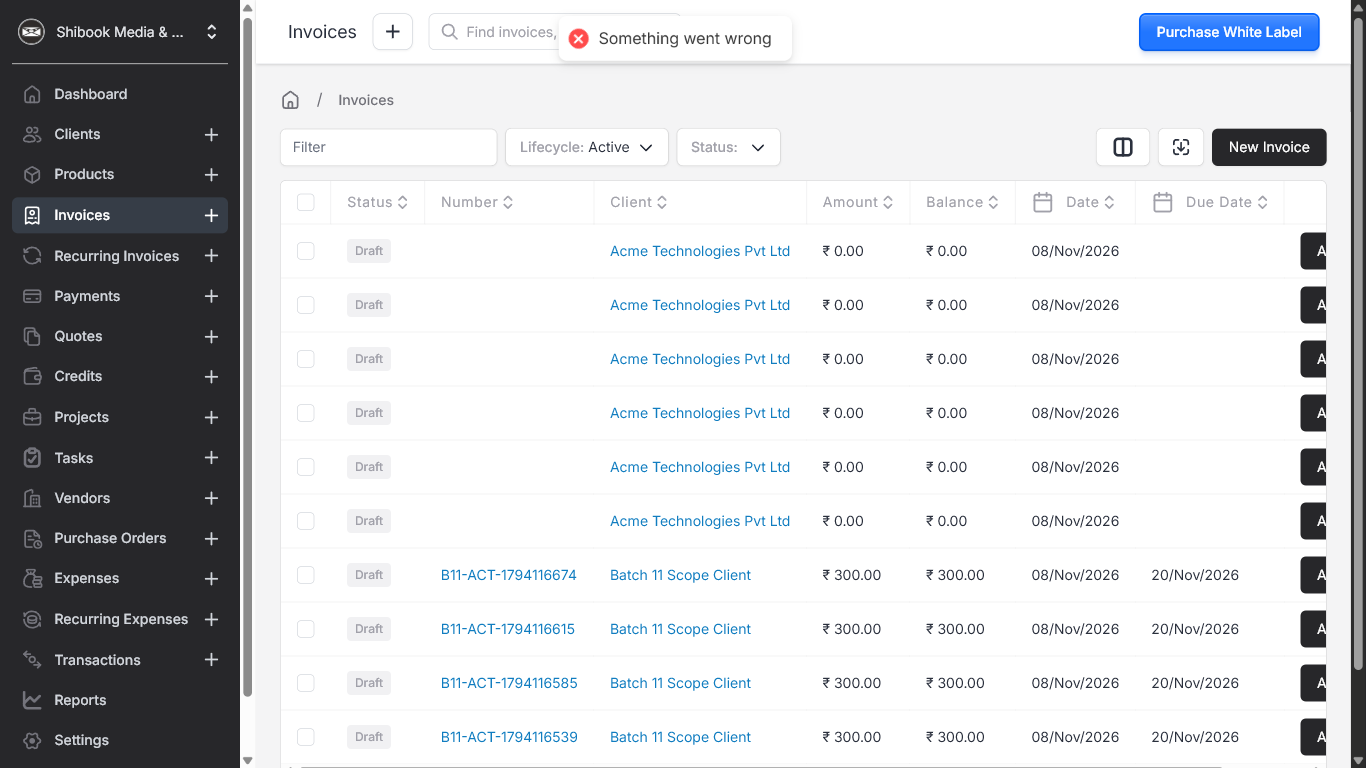 Shibook Media & ...
Dashboard
Clients
Products
Invoices
Recurring Invoices
Payments
Quotes
Credits
Projects
Tasks
Vendors
Purchase Orders
Expenses
Recurring Expenses
Transactions
Reports
Settings
Invoices
Find invoices,
Something went wrong
Purchase White Label
/ Invoices
Filter
Lifecycle: Active
Status:
New Invoice
Status Number Client Amount Balance Date Due Date
Draft Acme Technologies Pvt Ltd ₹ 0.00 ₹ 0.00 08/Nov/2026 A
Draft Acme Technologies Pvt Ltd ₹ 0.00 ₹ 0.00 08/Nov/2026 A
Draft Acme Technologies Pvt Ltd ₹ 0.00 ₹ 0.00 08/Nov/2026 A
Draft Acme Technologies Pvt Ltd ₹ 0.00 ₹ 0.00 08/Nov/2026 A
Draft Acme Technologies Pvt Ltd ₹ 0.00 ₹ 0.00 08/Nov/2026 A
Draft Acme Technologies Pvt Ltd ₹ 0.00 ₹ 0.00 08/Nov/2026 A
Draft B11-ACT-1794116674 Batch 11 Scope Client ₹ 300.00 ₹ 300.00 08/Nov/2026 20/Nov/2026 A
Draft B11-ACT-1794116615 Batch 11 Scope Client ₹ 300.00 ₹ 300.00 08/Nov/2026 20/Nov/2026 A
Draft B11-ACT-1794116585 Batch 11 Scope Client ₹ 300.00 ₹ 300.00 08/Nov/2026 20/Nov/2026 A
Draft B11-ACT-1794116539 Batch 11 Scope Client ₹ 300.00 ₹ 300.00 08/Nov/2026 20/Nov/2026 A